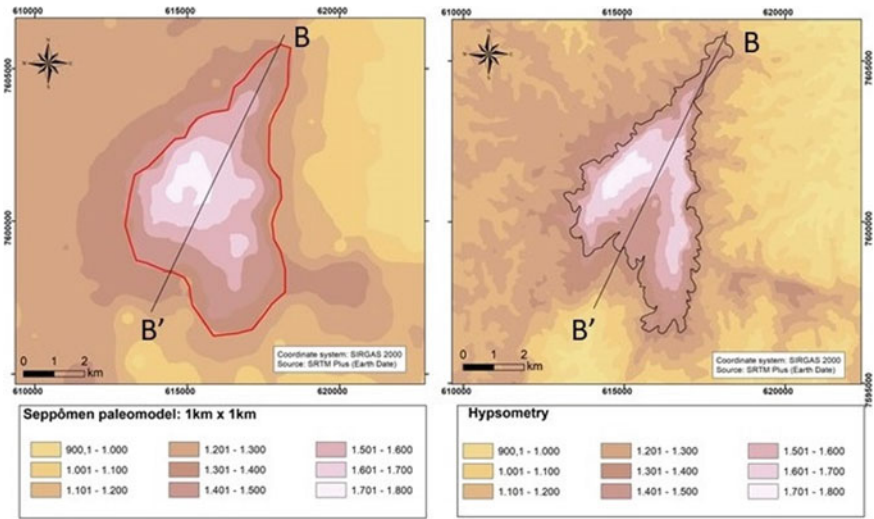 610000 615000 620000
B
7605000
7600000
B'
0 1 2
km
Coordinate system: SIRGAS 2000
Source: SRTM Plus (Earth Date)
610000 615000 620000
Seppômen paleomodel: 1km x 1km
900,1 - 1.000 1.201 - 1.300 1.501 - 1.600
1.001 - 1.100 1.301 - 1.400 1.601 - 1.700
1.101 - 1.200 1.401 - 1.500 1.701 - 1.800
610000 615000 620000
B
7605000
7600000
7595000
B'
0 1 2
km
Coordinate system: SIRGAS 2000
Source: SRTM Plus (Earth Date)
610000 615000 620000
Hypsometry
900,1 - 1.000 1.201 - 1.300 1.501 - 1.600
1.001 - 1.100 1.301 - 1.400 1.601 - 1.700
1.101 - 1.200 1.401 - 1.500 1.701 - 1.800